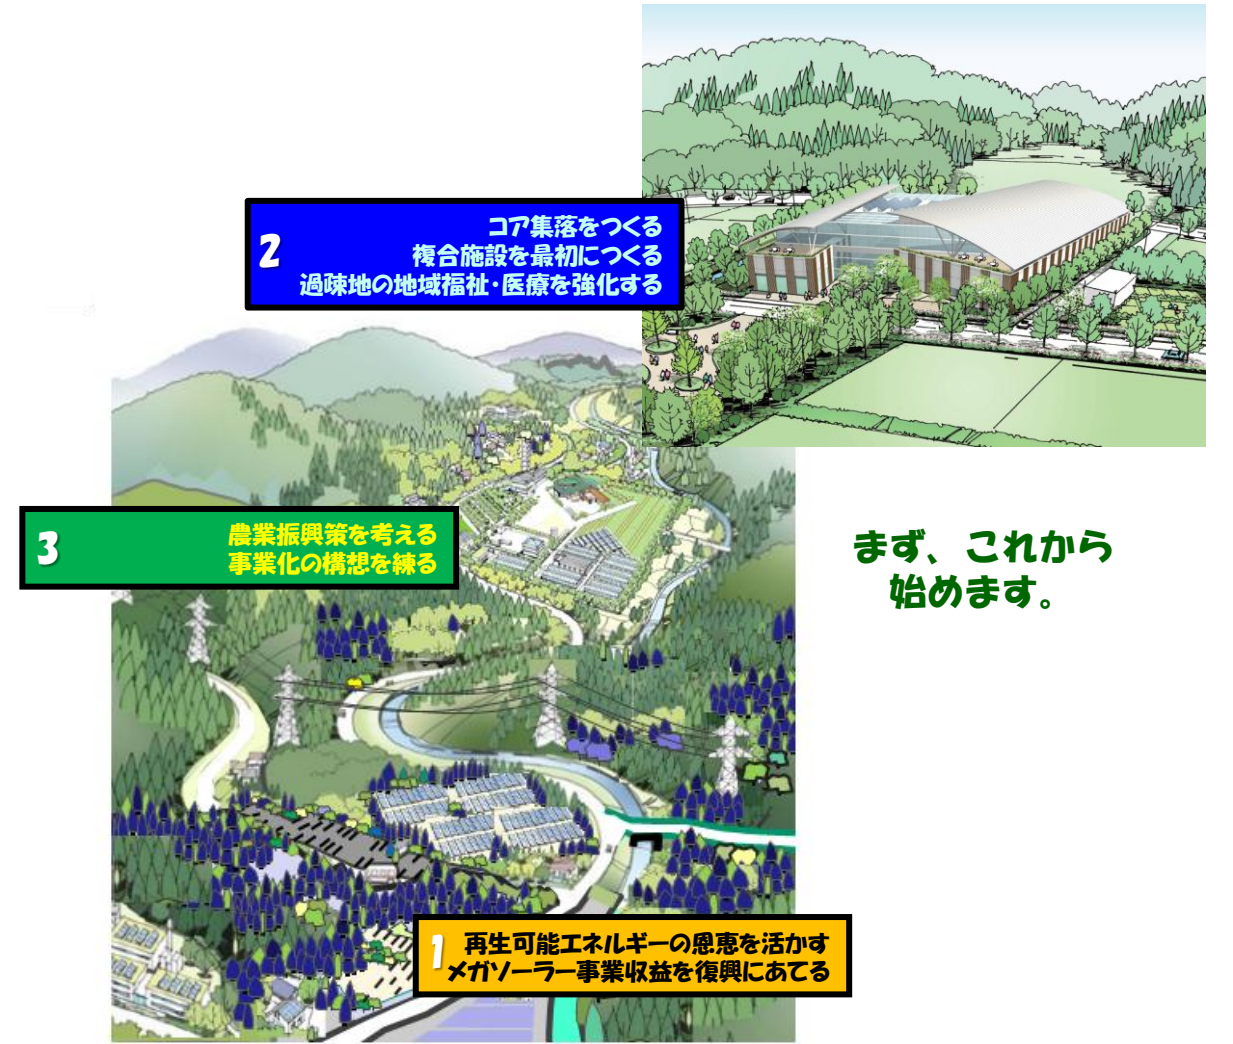 2
コア集落をつくる
複合施設を最初につくる
過疎地の地域福祉・医療を強化する
3
農業振興策を考える
事業化の構想を練る
まず、これから
始めます。
1
再生可能エネルギーの恩恵を活かす
メガソーラー事業収益を復興にあてる